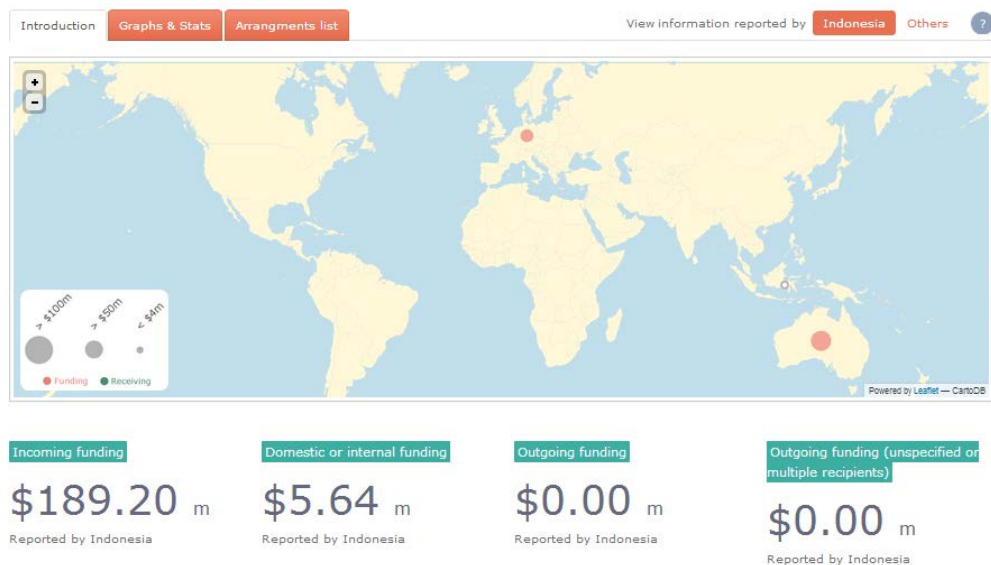 Introduction
Graphs & Stats
Arrangments list
View information reported by Indonesia Others ?
+
−
> $100m
> $50m
< $4m
Funding Receiving
Powered by Leaflet — CartoDB
Incoming funding
$189.20 m
Reported by Indonesia
Domestic or internal funding
$5.64 m
Reported by Indonesia
Outgoing funding
$0.00 m
Reported by Indonesia
Outgoing funding (unspecified or
multiple recipients)
$0.00 m
Reported by Indonesia